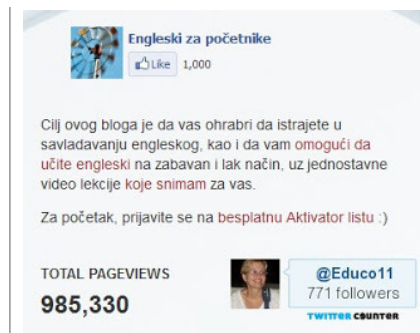 Engleski za početnike
Like 1,000
Cilj ovog bloga je da vas ohrabri da istrajete u
savladavanju engleskog, kao i da vam omogući da
učite engleski na zabavan i lak način, uz jednostavne
video lekcije koje snimam za vas.
Za početak, prijavite se na besplatnu Aktivator listu :)
TOTAL PAGEVIEWS
985,330
@Educo11
771 followers
TWITTER COUNTER